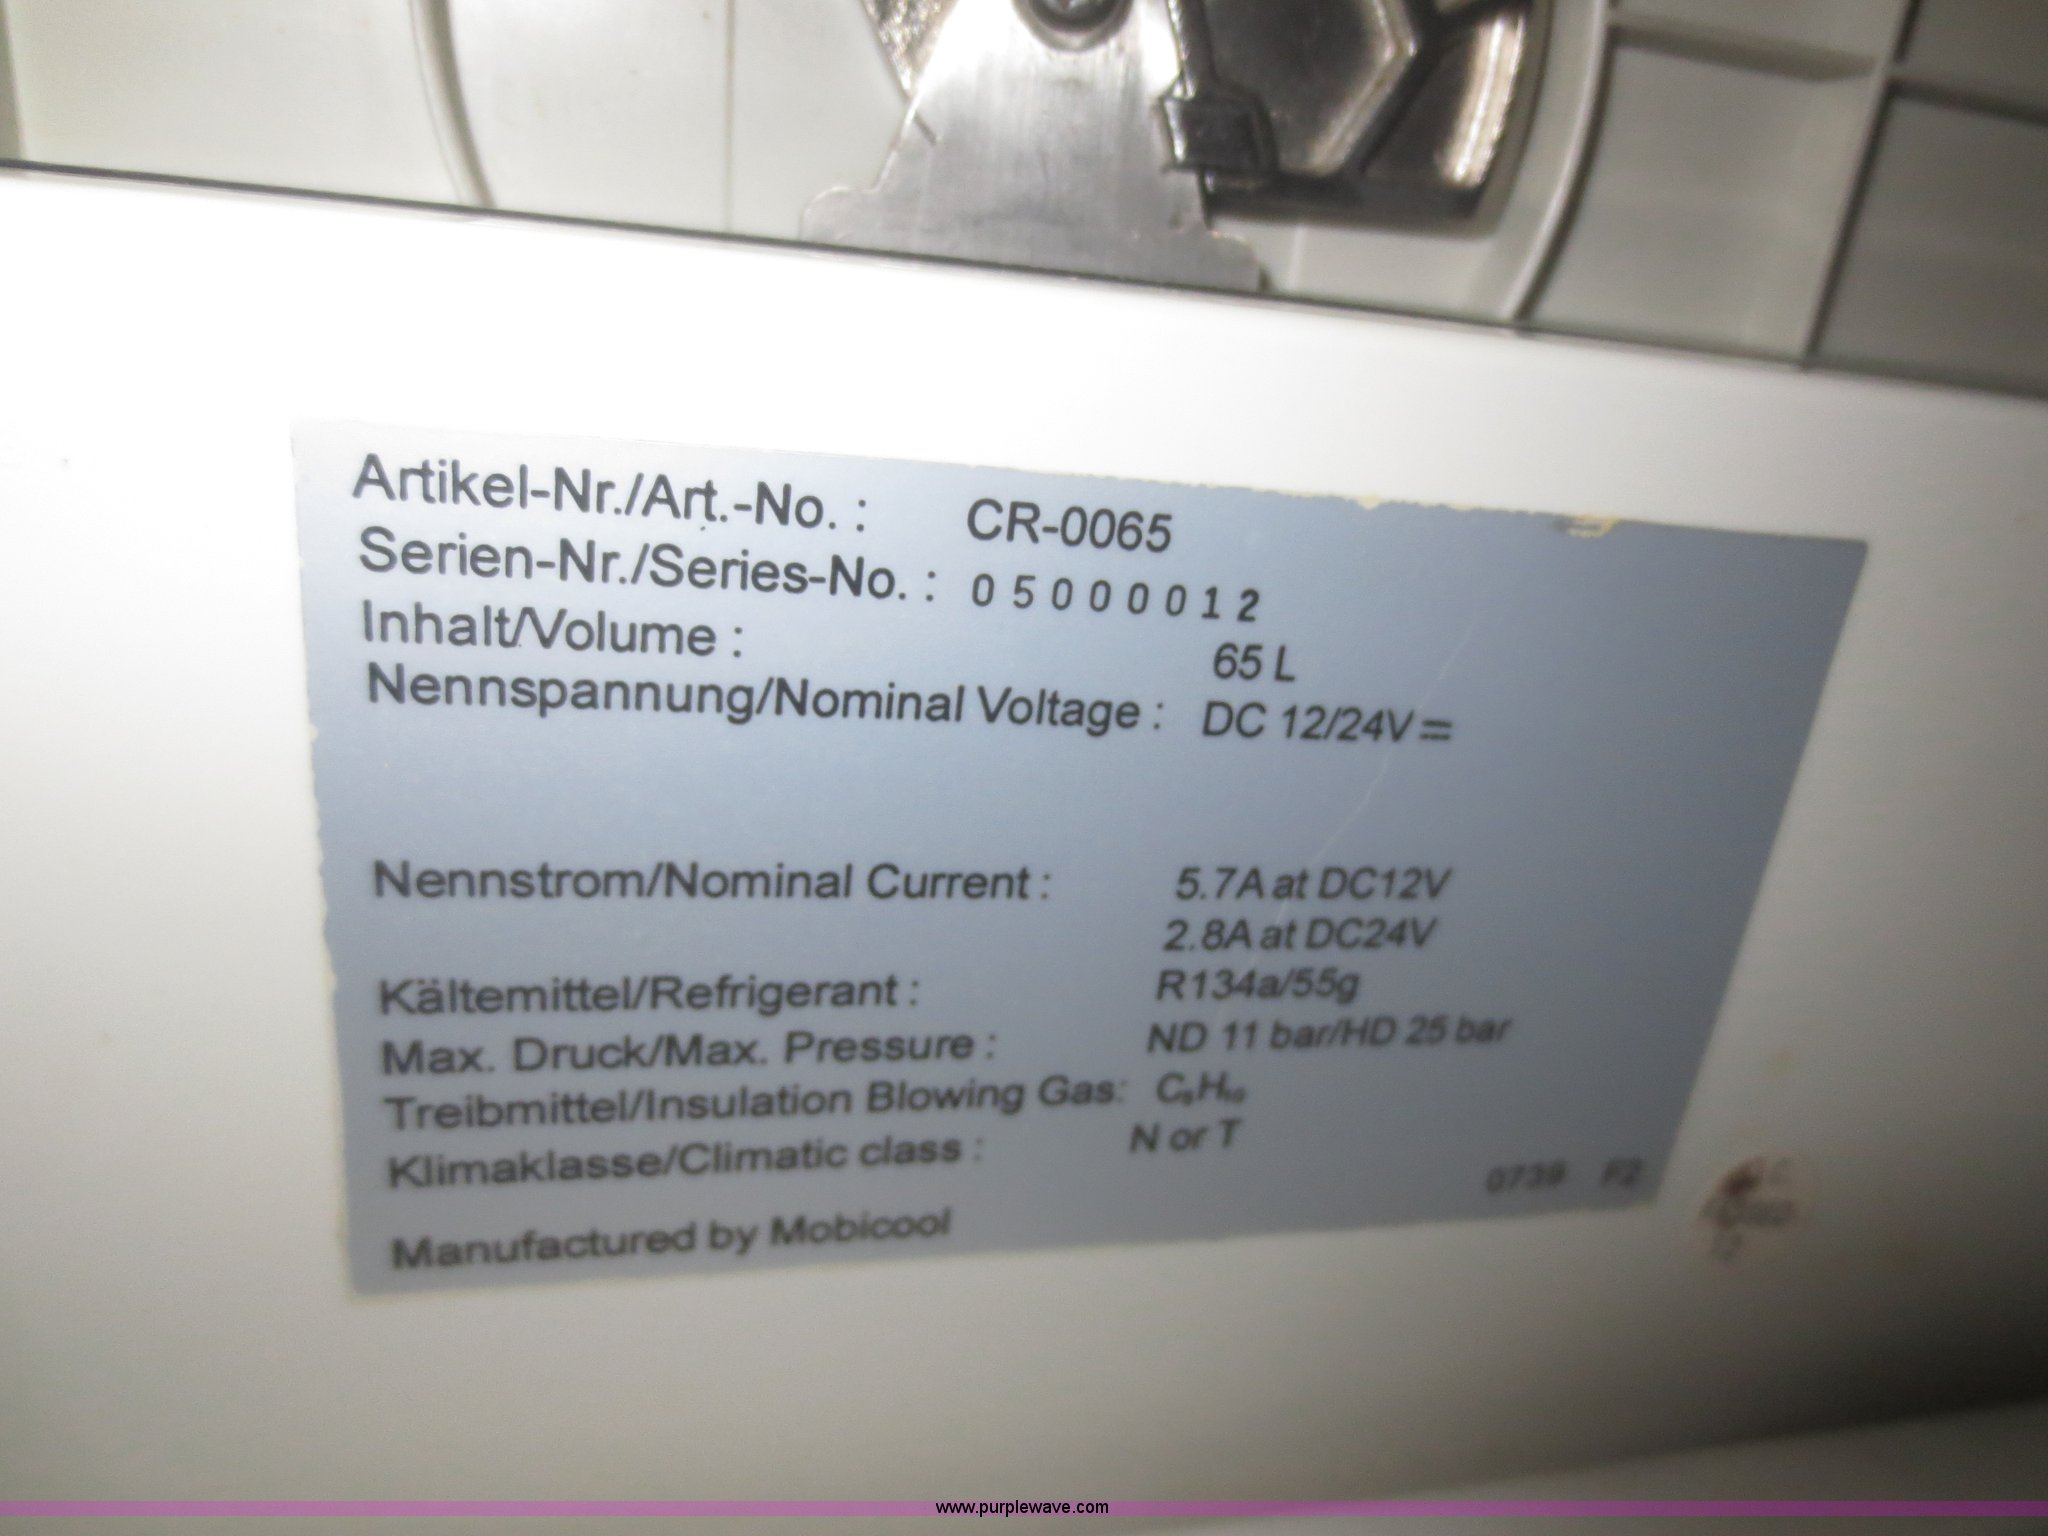 Artikel-Nr./Art.-No. : CR-0065
Serien-Nr./Series-No. : 05000012
Inhalt/Volume : 65 L
Nennspannung/Nominal Voltage : DC 12/24V⎓
Nennstrom/Nominal Current : 5.7A at DC12V
2.8A at DC24V
Kältemittel/Refrigerant : R134a/55g
Max. Druck/Max. Pressure : ND 11 bar/HD 25 bar
Treibmittel/Insulation Blowing Gas: C₅H₁₀
Klimaklasse/Climatic class : N or T
0739 F2
Manufactured by Mobicool
www.purplewave.com